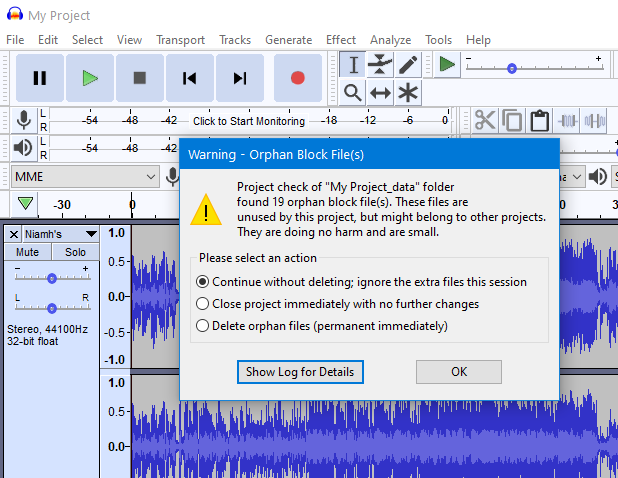 My Project
File Edit Select View Transport Tracks Generate Effect Analyze Tools Help
- +
L
R
-54 -48 -42 Click to Start Monitoring -18 -12 -6 0
L
R
-54 -48 -42
MME
-30 0 30
Warning - Orphan Block File(s)
Project check of "My Project_data" folder
found 19 orphan block file(s). These files are
unused by this project, but might belong to other projects.
They are doing no harm and are small.
Please select an action
Continue without deleting; ignore the extra files this session
Close project immediately with no further changes
Delete orphan files (permanent immediately)
Show Log for Details OK
Niamh's
Mute Solo
- +
L R
Stereo, 44100Hz
32-bit float
1.0
0.5
0.0
-0.5
-1.0
1.0
0.5
0.0